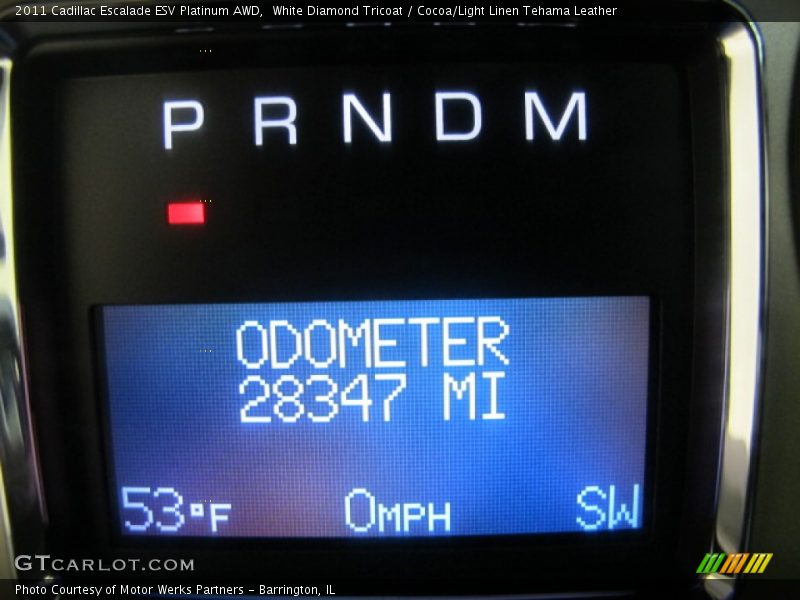 2011 Cadillac Escalade ESV Platinum AWD,  White Diamond Tricoat / Cocoa/Light Linen Tehama Leather
P R N D M
ODOMETER
28347 MI
53°F 0MPH SW
GTCARLOT.COM
Photo Courtesy of Motor Werks Partners - Barrington, IL